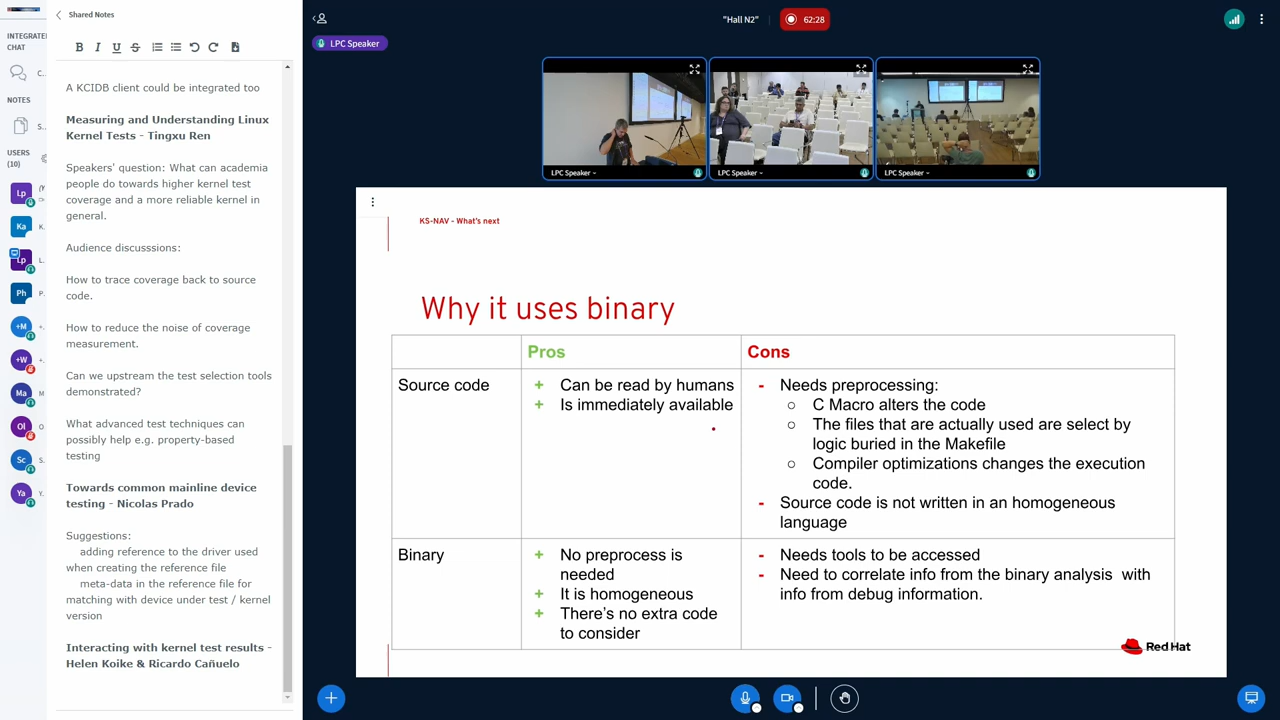 Shared Notes
INTEGRATE
CHAT
C..
NOTES
S..
USERS
(10)
Lp
Ka
K.
Lp
L.
Ph
P.
+M
+.
+W
+.
Ma
M
Ol
Sc
S.
Ya
Y.
B I U S
A KCIDB client could be integrated too
Measuring and Understanding Linux
Kernel Tests - Tingxu Ren
Speakers' question: What can academia
people do towards higher kernel test
coverage and a more reliable kernel in
general.
Audience discusssions:
How to trace coverage back to source
code.
How to reduce the noise of coverage
measurement.
Can we upstream the test selection tools
demonstrated?
What advanced test techniques can
possibly help e.g. property-based
testing
Towards common mainline device
testing - Nicolas Prado
Suggestions:
adding reference to the driver used
when creating the reference file
meta-data in the reference file for
matching with device under test / kernel
version
Interacting with kernel test results -
Helen Koike & Ricardo Cañuelo
"Hall N2"
62:28
LPC Speaker
LPC Speaker
LPC Speaker
LPC Speaker
KS-NAV - What's next
Why it uses binary
Pros
Cons
Source code
+ Can be read by humans
+ Is immediately available
- Needs preprocessing:
○ C Macro alters the code
○ The files that are actually used are select by
logic buried in the Makefile
○ Compiler optimizations changes the execution
code.
- Source code is not written in an homogeneous
language
Binary
+ No preprocess is
needed
+ It is homogeneous
+ There's no extra code
to consider
- Needs tools to be accessed
- Need to correlate info from the binary analysis with
info from debug information.
Red Hat